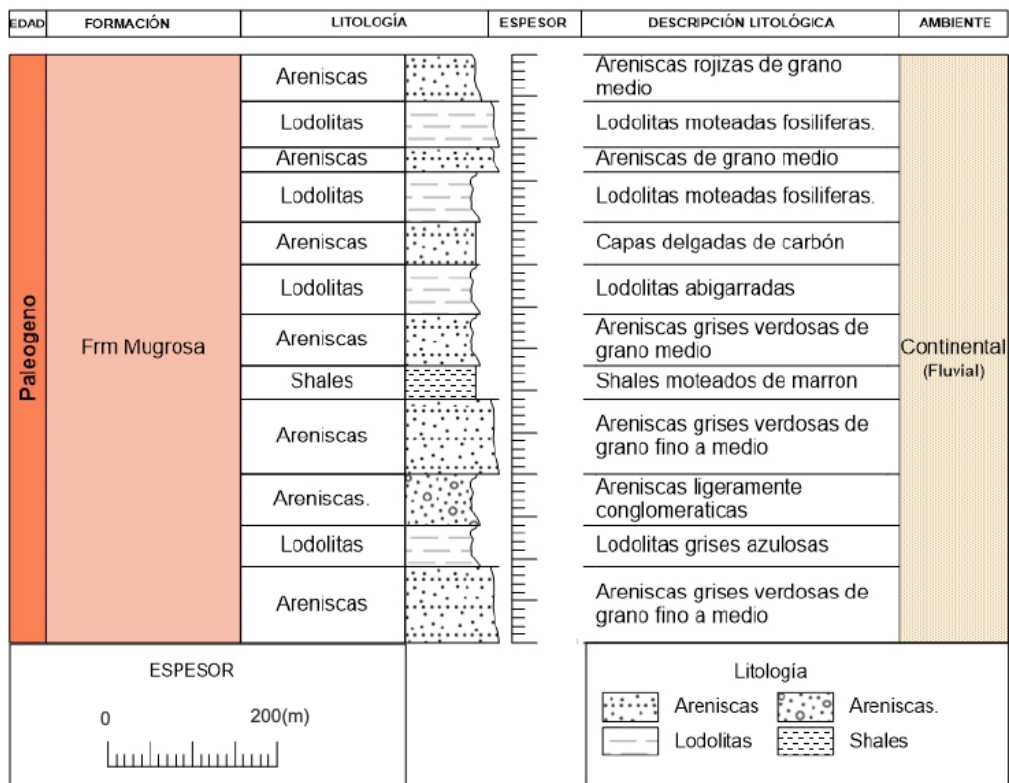 EDAD FORMACIÓN LITOLOGÍA ESPESOR DESCRIPCIÓN LITOLÓGICA AMBIENTE
Paleogeno
Frm Mugrosa
Areniscas
Areniscas rojizas de grano
medio
Lodolitas
Lodolitas moteadas fosiliferas.
Areniscas
Areniscas de grano medio
Lodolitas
Lodolitas moteadas fosiliferas.
Areniscas
Capas delgadas de carbón
Lodolitas
Lodolitas abigarradas
Areniscas
Areniscas grises verdosas de
grano medio
Shales
Shales moteados de marron
Areniscas
Areniscas grises verdosas de
grano fino a medio
Areniscas.
Areniscas ligeramente
conglomeraticas
Lodolitas
Lodolitas grises azulosas
Areniscas
Areniscas grises verdosas de
grano fino a medio
Continental
(Fluvial)
ESPESOR
0 200(m)
Litología
Areniscas Areniscas.
Lodolitas Shales